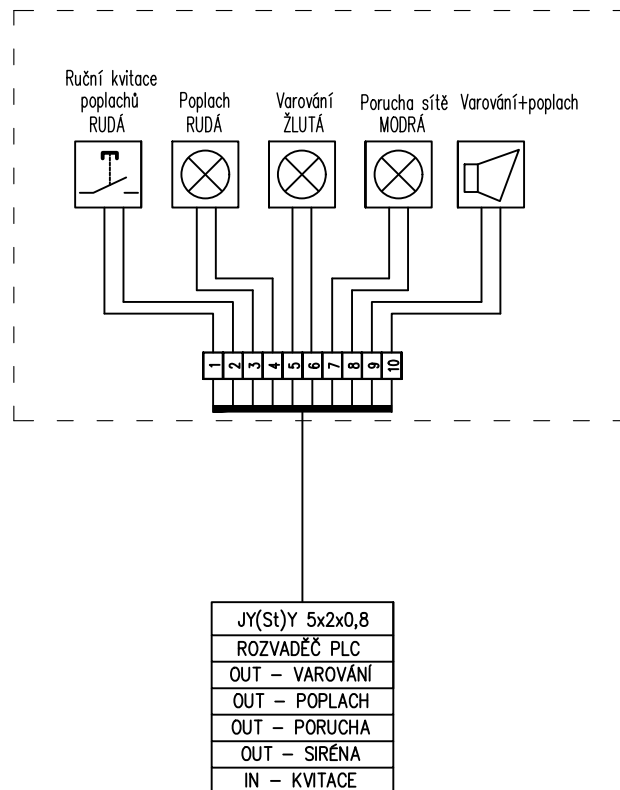 Ruční kvitace
poplachů
RUDÁ
Poplach
RUDÁ
Varování
ŽLUTÁ
Porucha sítě
MODRÁ
Varování+poplach
1 2 3 4 5 6 7 8 9 10
JY(St)Y 5x2x0,8
ROZVADĚČ PLC
OUT – VAROVÁNÍ
OUT – POPLACH
OUT – PORUCHA
OUT – SIRÉNA
IN – KVITACE